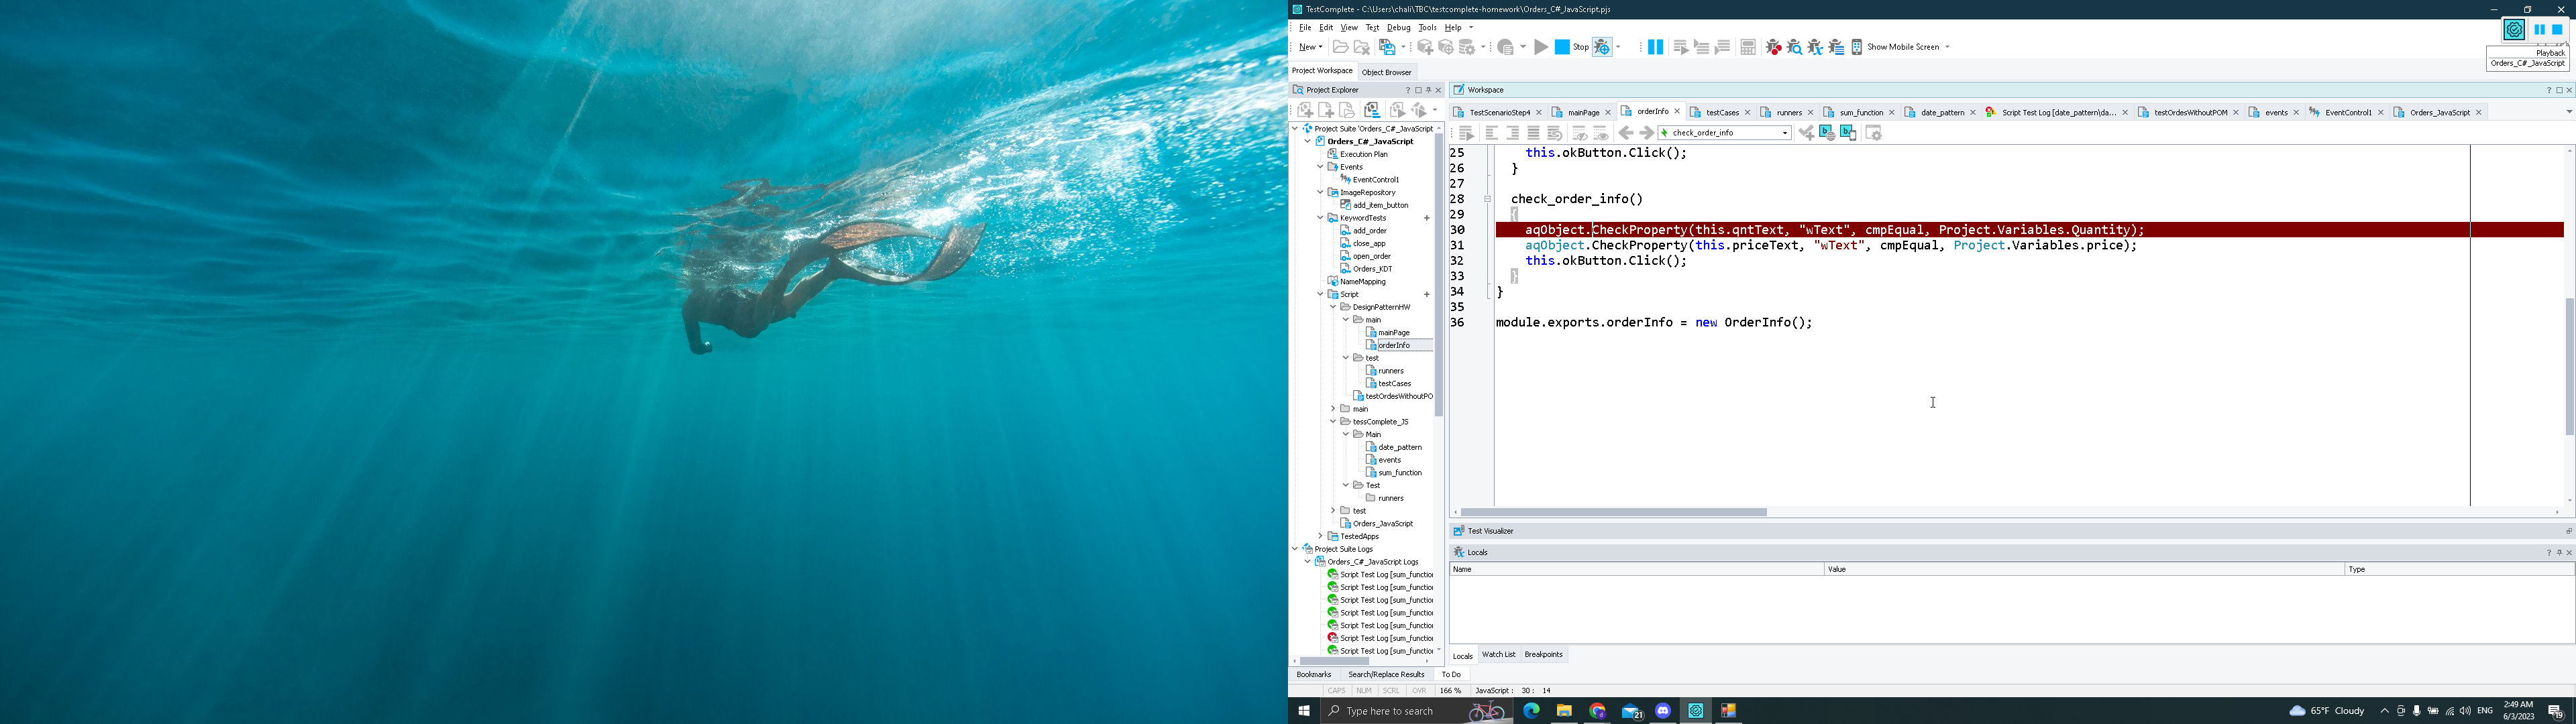 TestComplete - C:\Users\chali\TBC\testcomplete-homework\Orders_C#_JavaScript.pjs
File Edit View Test Debug Tools Help
New Stop Show Mobile Screen
Playback
Orders_C#_JavaScript
Project Workspace Object Browser
Project Explorer
Project Suite 'Orders_C#_JavaScript
Orders_C#_JavaScript
Execution Plan
Events
EventControl1
ImageRepository
add_item_button
KeywordTests
add_order
close_app
open_order
Orders_KDT
NameMapping
Script
DesignPatternHW
main
mainPage
orderInfo
test
runners
testCases
testOrdesWithoutPO
main
tessComplete_JS
Main
date_pattern
events
sum_function
Test
runners
test
Orders_JavaScript
TestedApps
Project Suite Logs
Orders_C#_JavaScript Logs
Script Test Log [sum_functio
Script Test Log [sum_functio
Script Test Log [sum_functio
Script Test Log [sum_functio
Script Test Log [sum_functio
Script Test Log [sum_functio
Script Test Log [sum_functio
Bookmarks Search/Replace Results To Do
Workspace
TestScenarioStep4 mainPage orderInfo testCases runners sum_function date_pattern Script Test Log [date_pattern\da... testOrdesWithoutPOM events EventControl1 Orders_JavaScript
check_order_info
25 this.okButton.Click();
26 }
27
28 check_order_info()
29 {
30 aqObject.CheckProperty(this.qntText, "wText", cmpEqual, Project.Variables.Quantity);
31 aqObject.CheckProperty(this.priceText, "wText", cmpEqual, Project.Variables.price);
32 this.okButton.Click();
33 }
34 }
35
36 module.exports.orderInfo = new OrderInfo();
Test Visualizer
Locals
Name Value Type
Locals Watch List Breakpoints
CAPS NUM SCRL OVR 166 % JavaScript : 30 : 14
Type here to search
21
65°F Cloudy
ENG
2:49 AM
6/3/2023
19